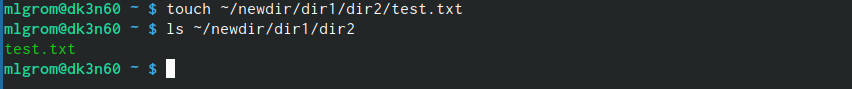 mlgrom@dk3n60 ~ $ touch ~/newdir/dir1/dir2/test.txt
mlgrom@dk3n60 ~ $ ls ~/newdir/dir1/dir2
test.txt
mlgrom@dk3n60 ~ $